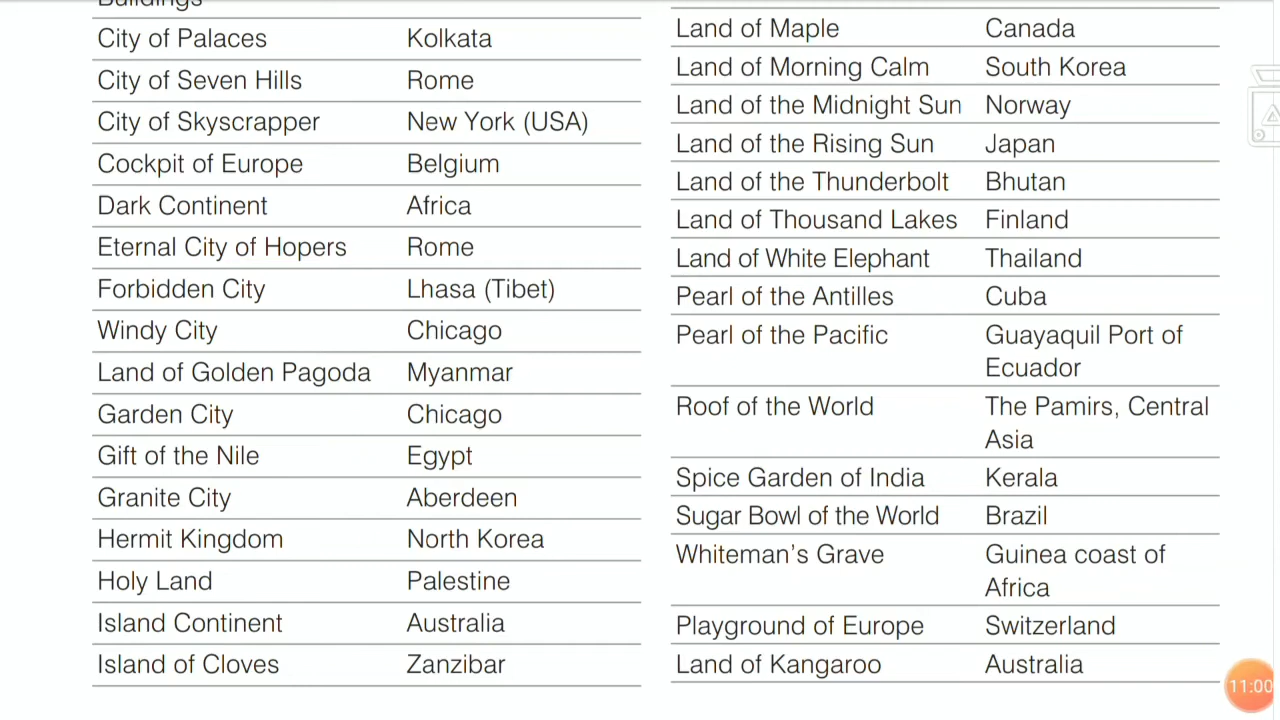 Buildings
City of Palaces Kolkata
City of Seven Hills Rome
City of Skyscrapper New York (USA)
Cockpit of Europe Belgium
Dark Continent Africa
Eternal City of Hopers Rome
Forbidden City Lhasa (Tibet)
Windy City Chicago
Land of Golden Pagoda Myanmar
Garden City Chicago
Gift of the Nile Egypt
Granite City Aberdeen
Hermit Kingdom North Korea
Holy Land Palestine
Island Continent Australia
Island of Cloves Zanzibar
Land of Maple Canada
Land of Morning Calm South Korea
Land of the Midnight Sun Norway
Land of the Rising Sun Japan
Land of the Thunderbolt Bhutan
Land of Thousand Lakes Finland
Land of White Elephant Thailand
Pearl of the Antilles Cuba
Pearl of the Pacific Guayaquil Port of
Ecuador
Roof of the World The Pamirs, Central
Asia
Spice Garden of India Kerala
Sugar Bowl of the World Brazil
Whiteman's Grave Guinea coast of
Africa
Playground of Europe Switzerland
Land of Kangaroo Australia
11:00